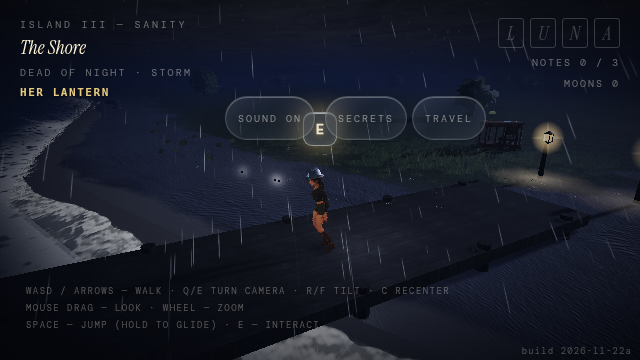 ISLAND III — SANITY
The Shore
DEAD OF NIGHT · STORM
HER LANTERN
L U N A
NOTES 0 / 3
MOONS 0
SOUND ON
SECRETS
TRAVEL
E
WASD / ARROWS — WALK · Q/E TURN CAMERA · R/F TILT · C RECENTER
MOUSE DRAG — LOOK · WHEEL — ZOOM
SPACE — JUMP (HOLD TO GLIDE) · E — INTERACT
build 2026-11-22a